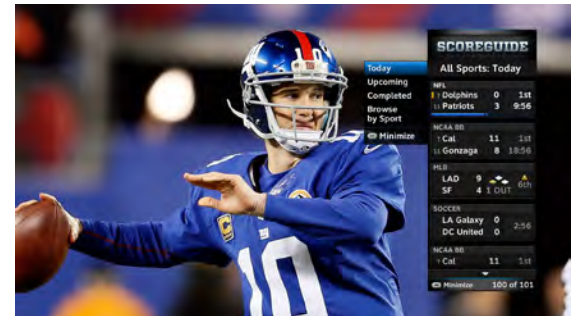 Today
Upcoming
Completed
Browse
by Sport
Minimize
SCOREGUIDE
All Sports: Today
NFL
Dolphins 0 1st
Patriots 3 9:56
NCAA BB
Cal 11 1st
11 Gonzaga 8 18:56
MLB
LAD 9
SF 4 1 OUT 6th
SOCCER
LA Galaxy 0
DC United 0 2:56
NCAA BB
Cal 11 1st
Minimize 100 of 101
10
C
10